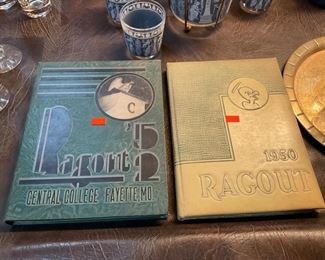 C
Ragout
'52
CENTRAL COLLEGE FAYETTE, MO.
1950
RAGOUT